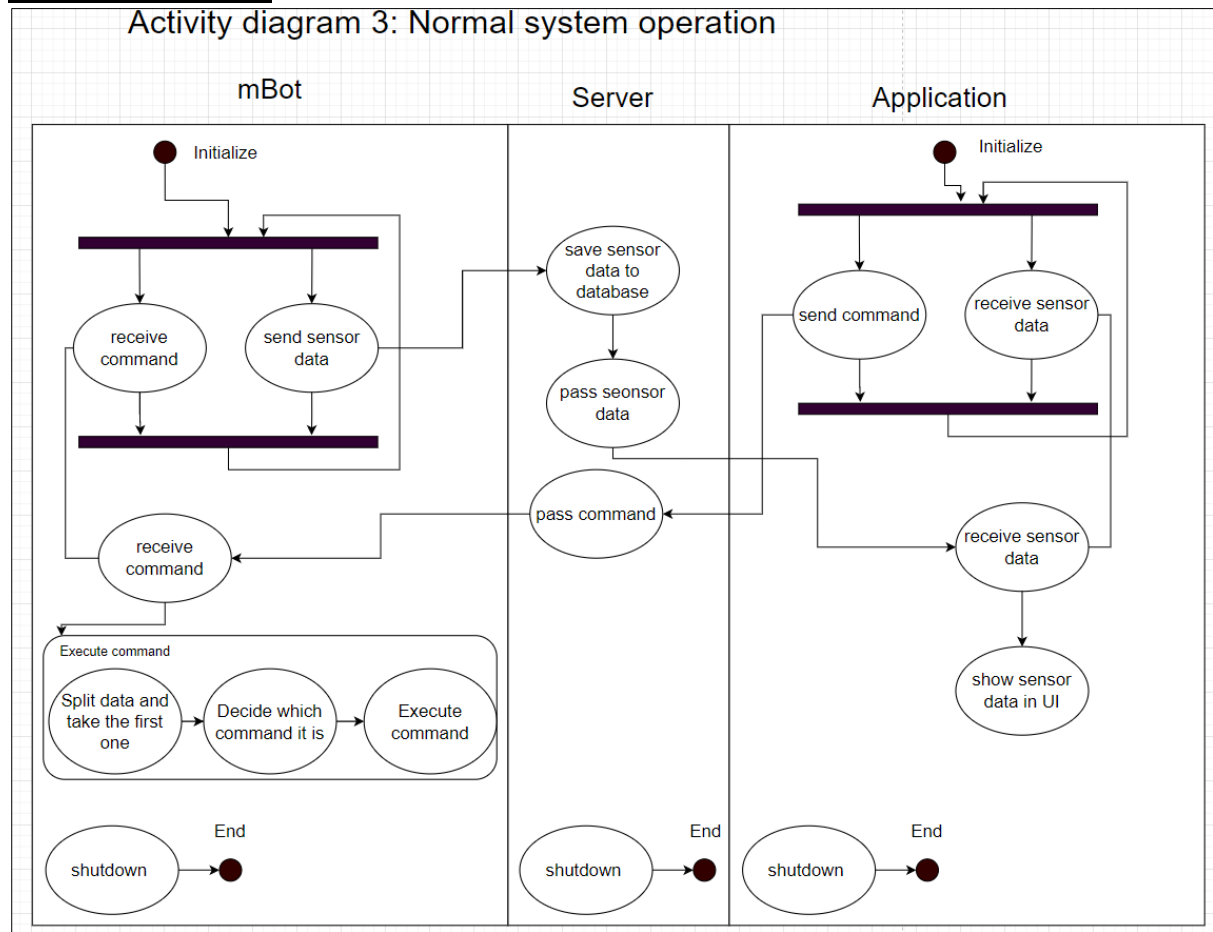 Activity diagram 3: Normal system operation
mBot
Server
Application
Initialize
receive
command
send sensor
data
receive
command
Execute command
Split data and
take the first
one
Decide which
command it is
Execute
command
shutdown
End
save sensor
data to
database
pass seonsor
data
pass command
shutdown
End
Initialize
send command
receive sensor
data
receive sensor
data
show sensor
data in UI
shutdown
End